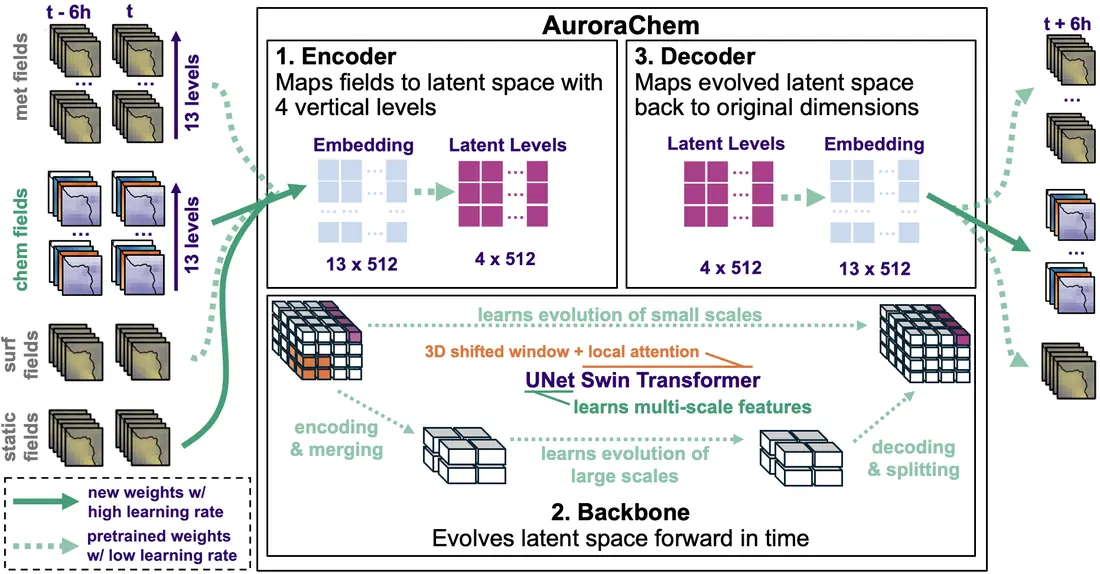 t - 6h
t
met fields
...
13 levels
chem fields
...
13 levels
surf
fields
static
fields
new weights w/
high learning rate
pretrained weights
w/ low learning rate
AuroraChem
1. Encoder
Maps fields to latent space with
4 vertical levels
Embedding
Latent Levels
13 x 512
4 x 512
3. Decoder
Maps evolved latent space
back to original dimensions
Latent Levels
Embedding
4 x 512
13 x 512
learns evolution of small scales
3D shifted window + local attention
UNet Swin Transformer
learns multi-scale features
encoding
& merging
learns evolution of
large scales
decoding
& splitting
2. Backbone
Evolves latent space forward in time
t + 6h
...
...